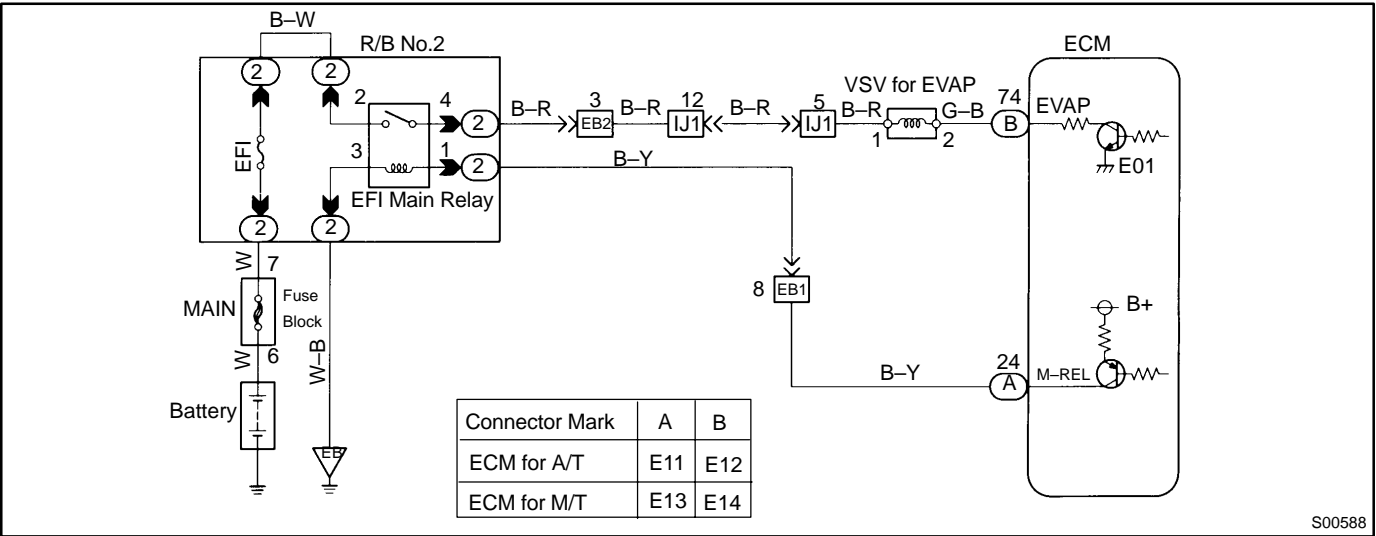 B–W
R/B No.2
ECM
2
2
VSV for EVAP
2
4
2
B–R
3
EB2
B–R
12
IJ1
B–R
5
IJ1
B–R
1
2
G–B
74
B
EVAP
E01
EFI
3
1
2
B–Y
EFI Main Relay
2
2
W
7
MAIN
Fuse
Block
8
EB1
B+
W
6
W–B
24
A
M–REL
B–Y
Battery
EB
Connector Mark A B
ECM for A/T E11 E12
ECM for M/T E13 E14
S00588